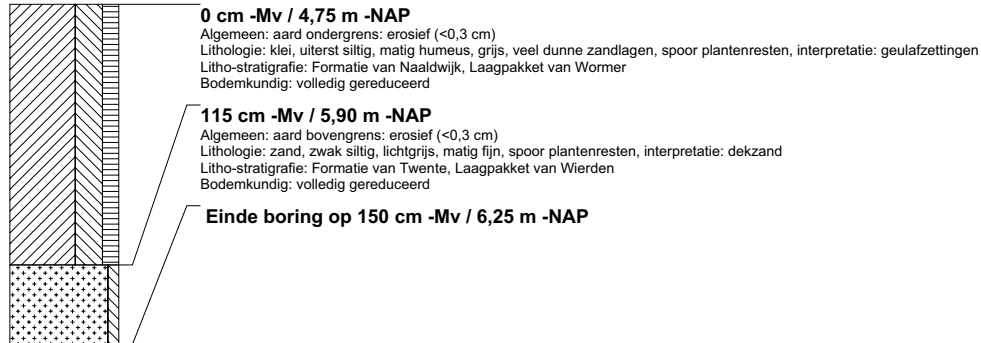 0 cm -Mv / 4,75 m -NAP
Algemeen: aard ondergrens: erosief (<0,3 cm)
Lithologie: klei, uiterst siltig, matig humeus, grijs, veel dunne zandlagen, spoor plantenresten, interpretatie: geulafzettingen
Litho-stratigrafie: Formatie van Naaldwijk, Laagpakket van Wormer
Bodemkundig: volledig gereduceerd
115 cm -Mv / 5,90 m -NAP
Algemeen: aard bovengrens: erosief (<0,3 cm)
Lithologie: zand, zwak siltig, lichtgrijs, matig fijn, spoor plantenresten, interpretatie: dekzand
Litho-stratigrafie: Formatie van Twente, Laagpakket van Wierden
Bodemkundig: volledig gereduceerd
Einde boring op 150 cm -Mv / 6,25 m -NAP